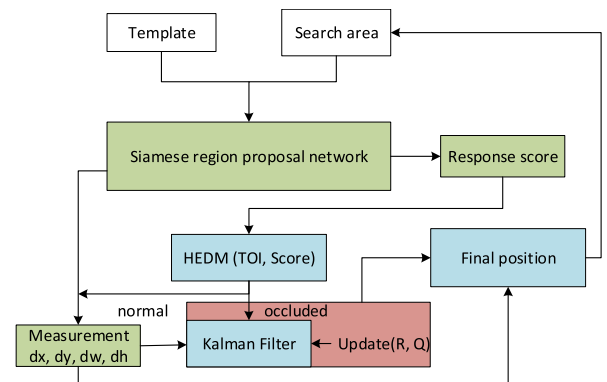 Template
Search area
Siamese region proposal network
Response score
HEDM (TOI, Score)
Final position
normal
occluded
Measurement
dx, dy, dw, dh
Kalman Filter
Update(R, Q)